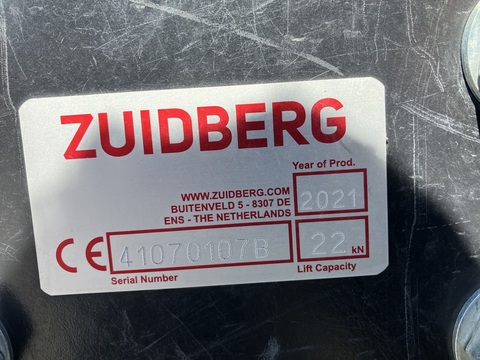 ZUIDBERG
Year of Prod.
WWW.ZUIDBERG.COM
2021
BUITENVELD 5 - 8307 DE
ENS - THE NETHERLANDS
CE 41070107B
22 kN
Serial Number
Lift Capacity